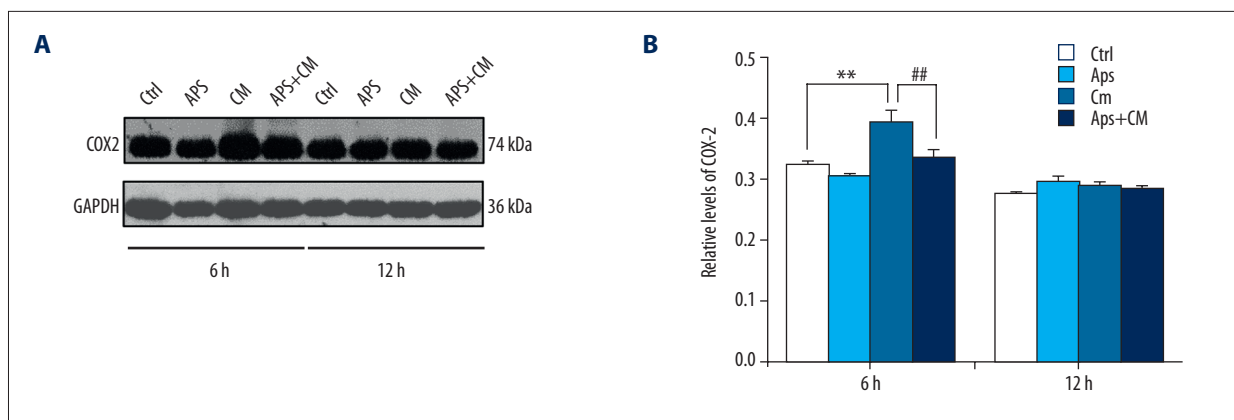 A
Ctrl APS CM APS+CM Ctrl APS CM APS+CM
COX2 74 kDa
GAPDH 36 kDa
6 h 12 h
B
Ctrl
Aps
Cm
Aps+CM
Relative levels of COX-2
0.5
0.4
0.3
0.2
0.1
0.0
** ##
6 h 12 h